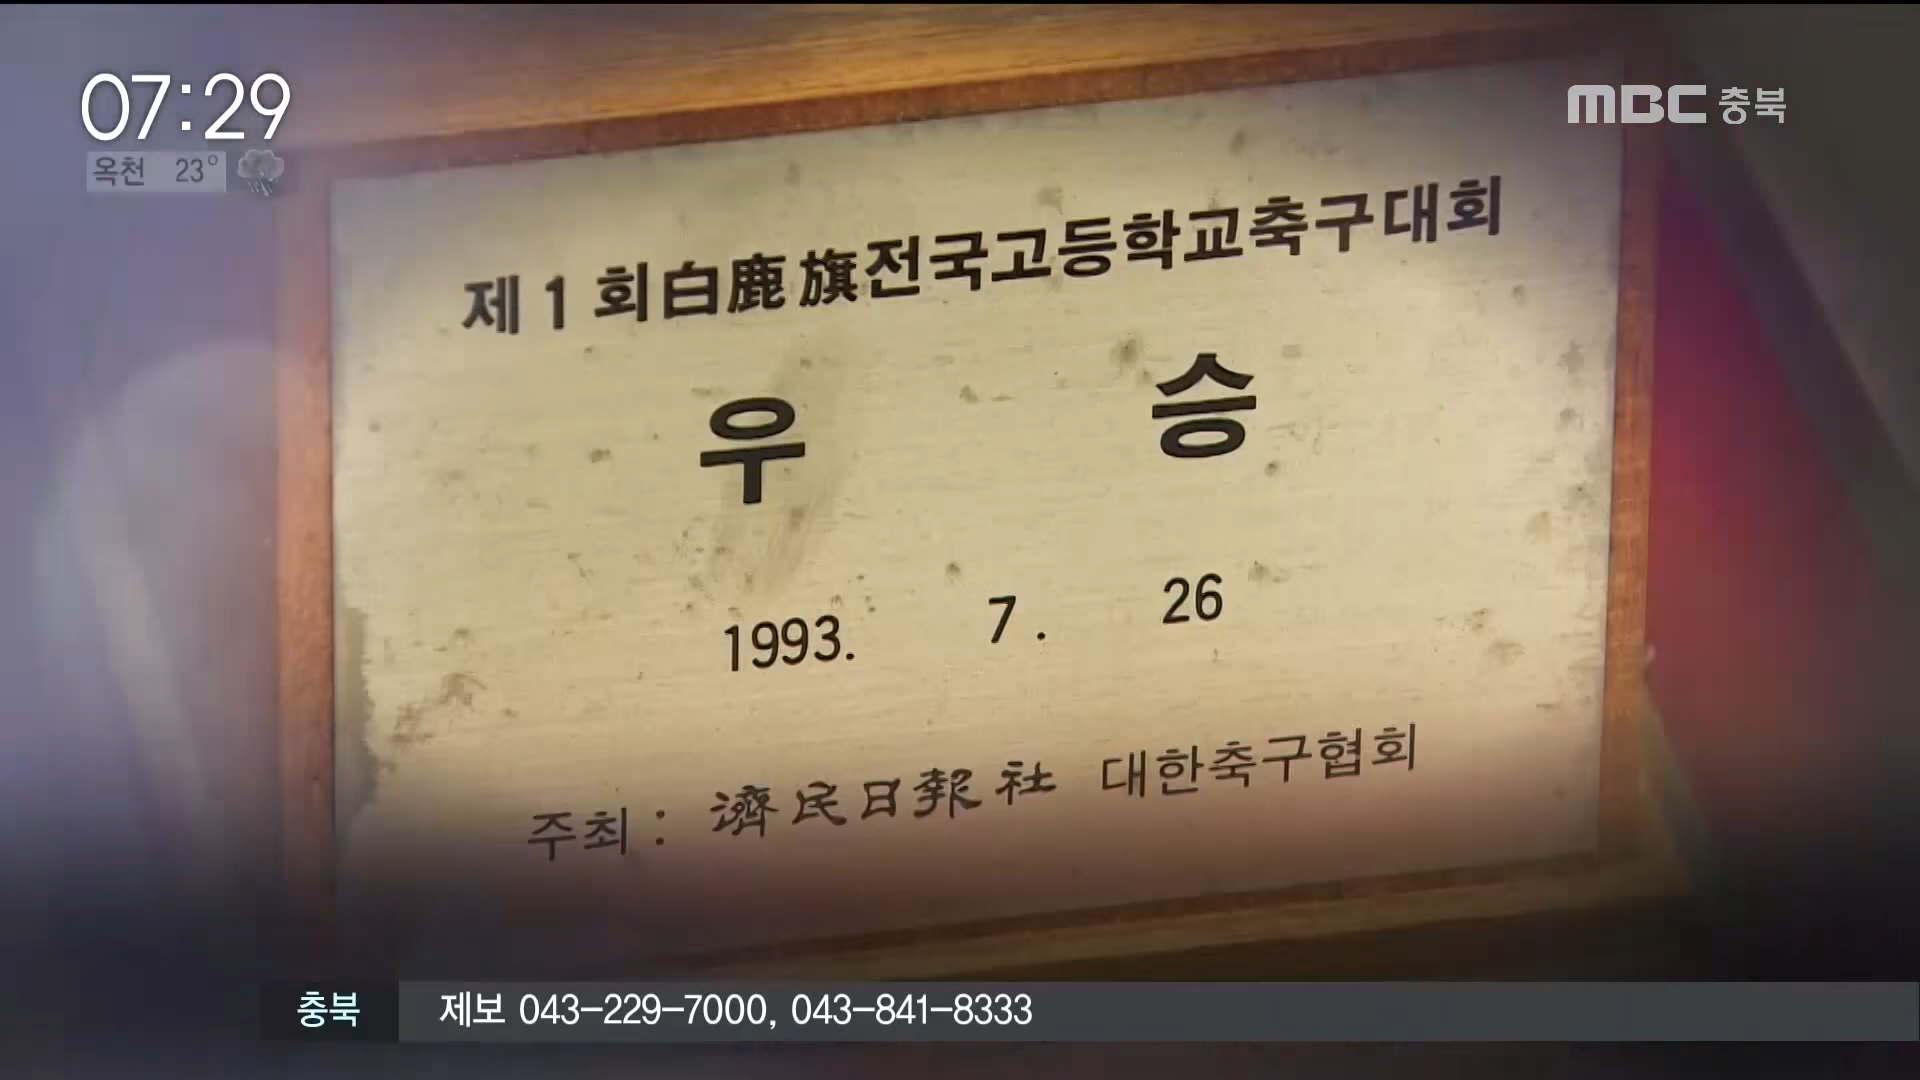 07:29
MBC 충북
옥천 23°
제 1 회 白鹿旗전국고등학교축구대회
우 승
1993. 7. 26
주최 : 濟民日報社 대한축구협회
충북 제보 043-229-7000, 043-841-8333